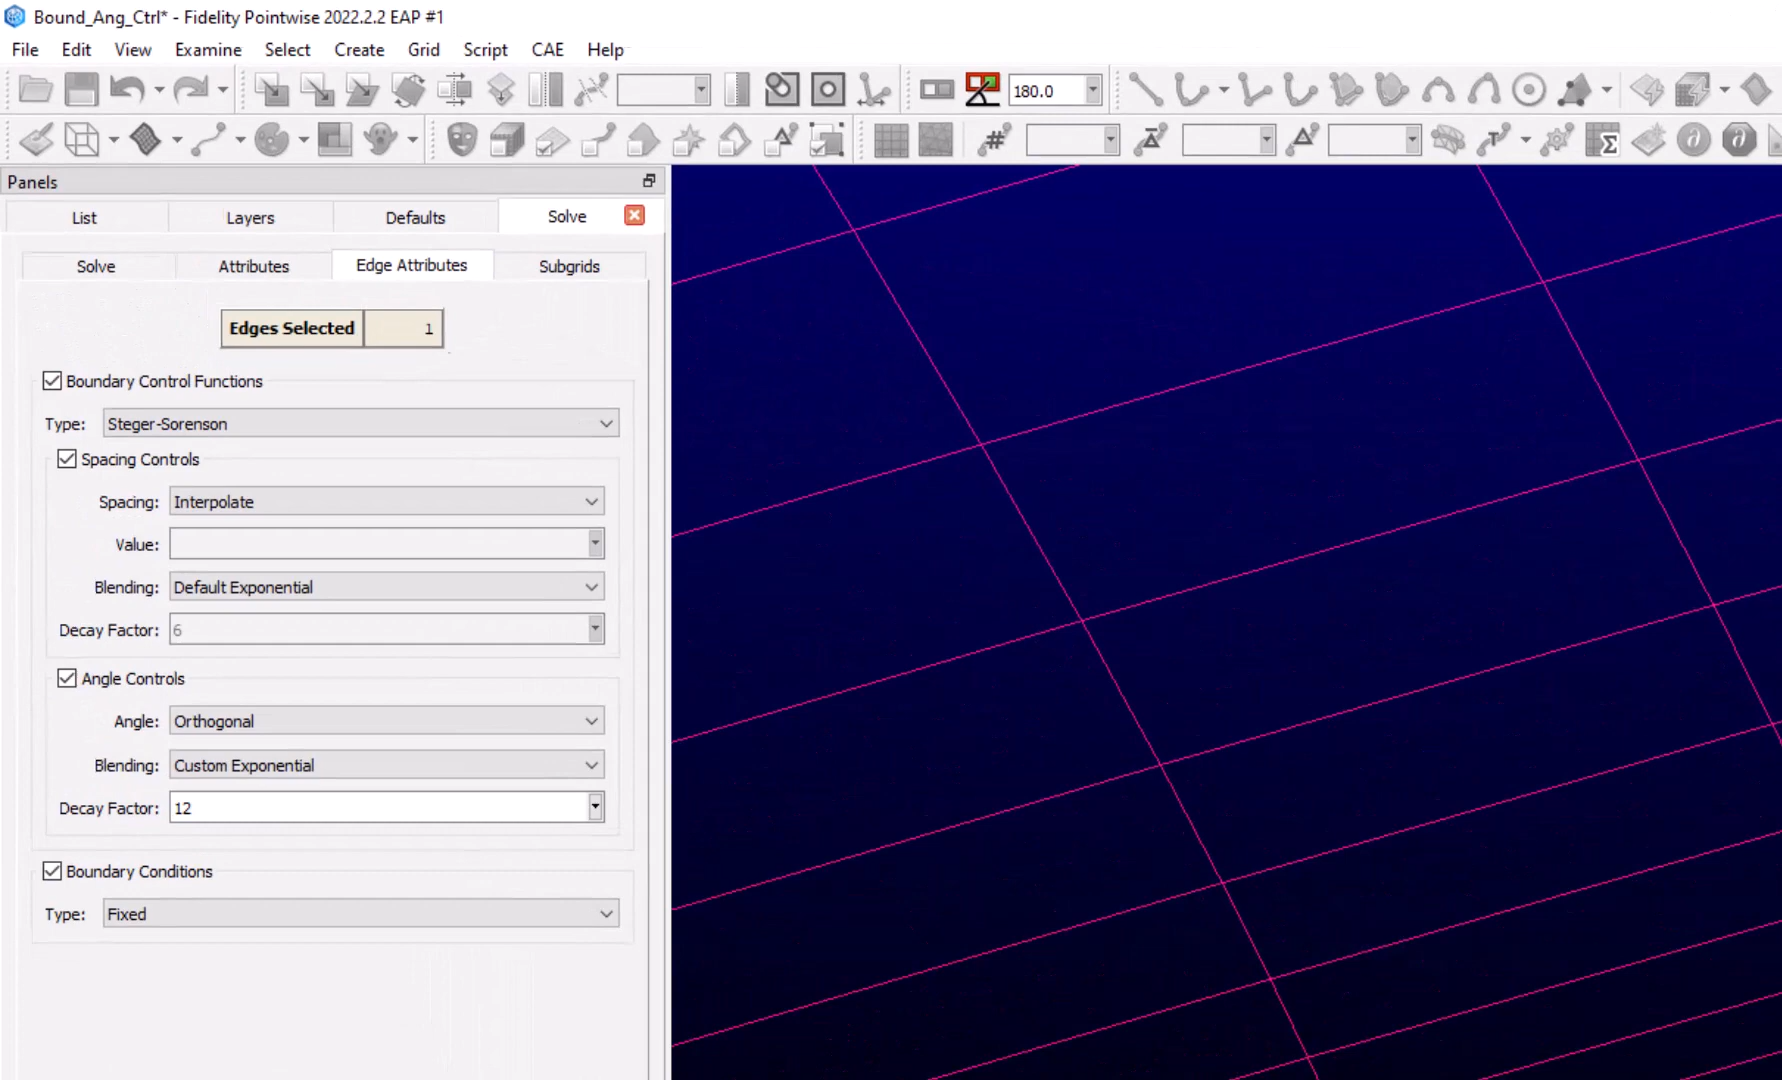 Bound_Ang_Ctrl* - Fidelity Pointwise 2022.2.2 EAP #1
File Edit View Examine Select Create Grid Script CAE Help
180.0
Panels
List Layers Defaults Solve
Solve Attributes Edge Attributes Subgrids
Edges Selected 1
Boundary Control Functions
Type: Steger-Sorenson
Spacing Controls
Spacing: Interpolate
Value:
Blending: Default Exponential
Decay Factor: 6
Angle Controls
Angle: Orthogonal
Blending: Custom Exponential
Decay Factor: 12
Boundary Conditions
Type: Fixed